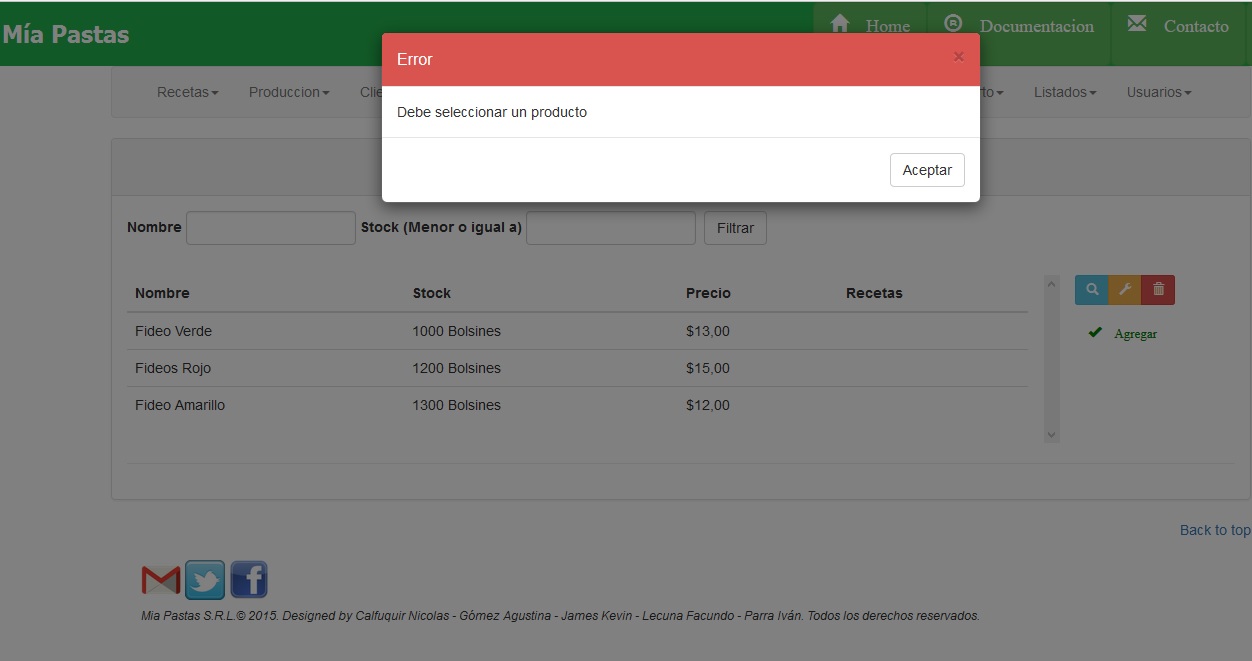 Mía Pastas
Home
Documentacion
Contacto
Error
×
Recetas
Produccion
Clie
to
Listados
Usuarios
Debe seleccionar un producto
Aceptar
Nombre
Stock (Menor o igual a)
Filtrar
Nombre Stock Precio Recetas
Fideo Verde 1000 Bolsines $13,00
Fideos Rojo 1200 Bolsines $15,00
Fideo Amarillo 1300 Bolsines $12,00
Agregar
Back to top
Mia Pastas S.R.L.© 2015. Designed by Calfuquir Nicolas - Gómez Agustina - James Kevin - Lecuna Facundo - Parra Iván. Todos los derechos reservados.